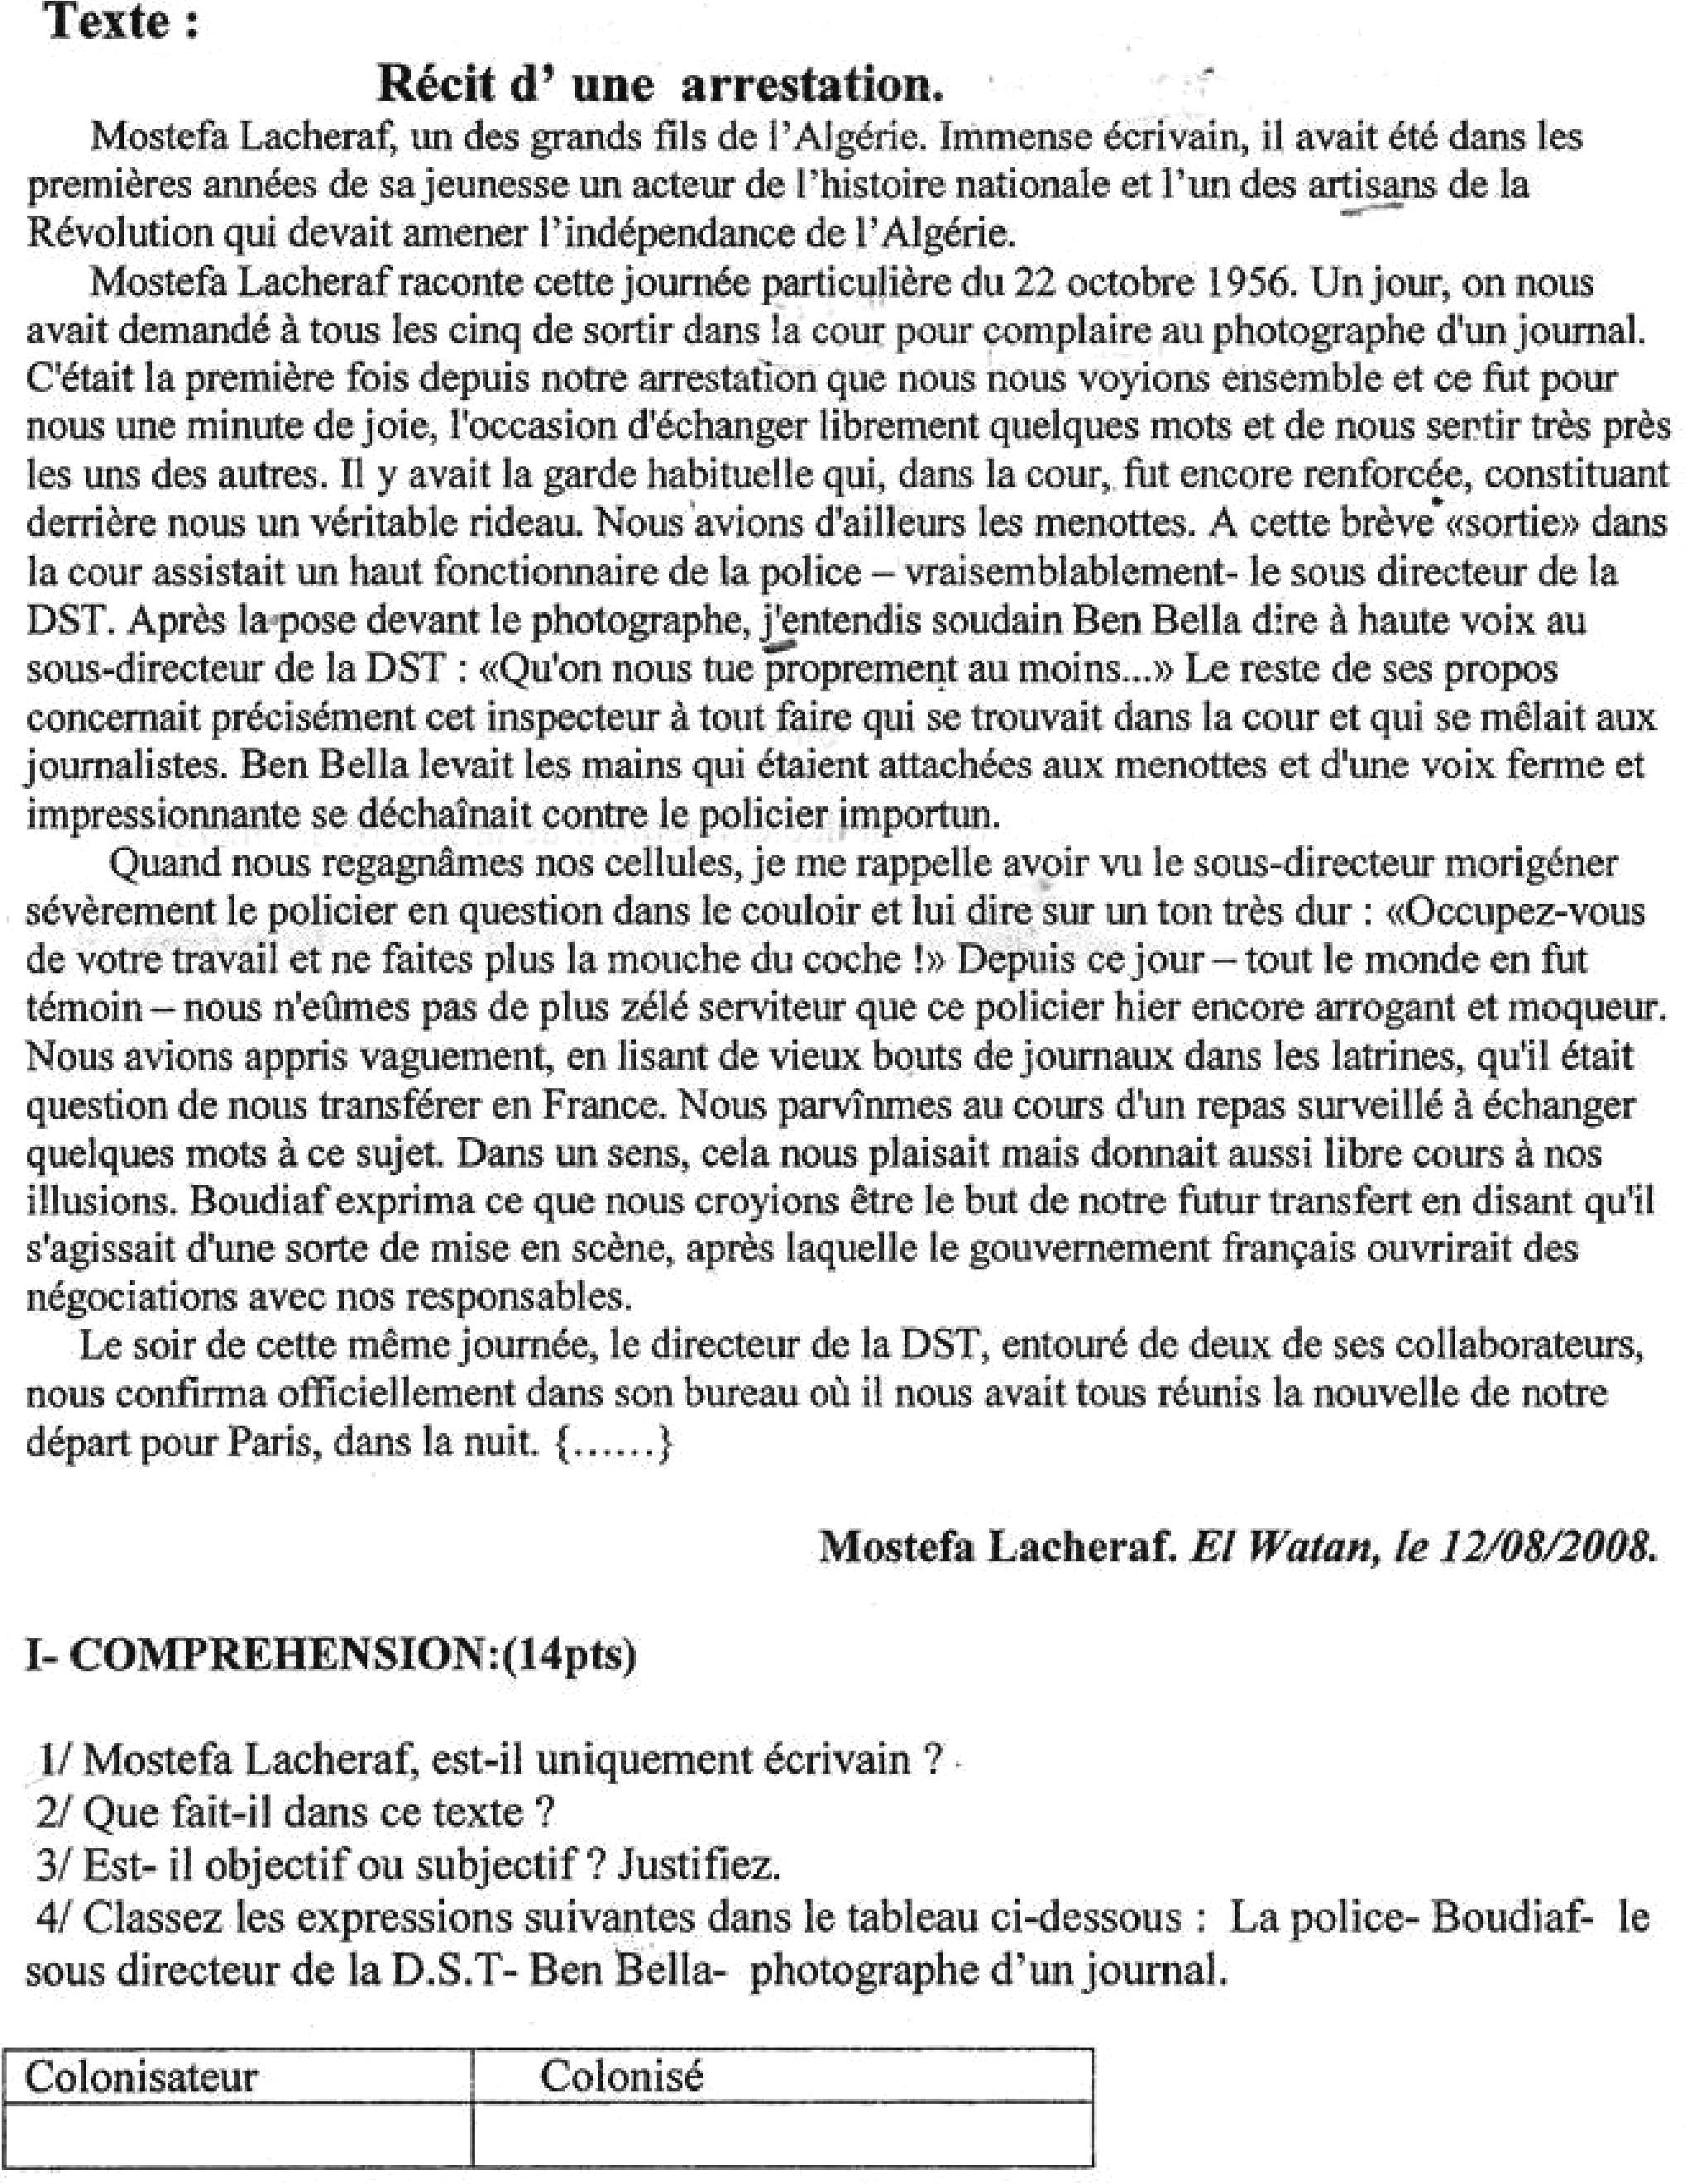 Texte :
Récit d' une arrestation.
Mostefa Lacheraf, un des grands fils de l'Algérie. Immense écrivain, il avait été dans les
premières années de sa jeunesse un acteur de l'histoire nationale et l'un des artisans de la
Révolution qui devait amener l'indépendance de l'Algérie.
Mostefa Lacheraf raconte cette journée particulière du 22 octobre 1956. Un jour, on nous
avait demandé à tous les cinq de sortir dans la cour pour complaire au photographe d'un journal.
C'était la première fois depuis notre arrestation que nous nous voyions ensemble et ce fut pour
nous une minute de joie, l'occasion d'échanger librement quelques mots et de nous sentir très près
les uns des autres. Il y avait la garde habituelle qui, dans la cour, fut encore renforcée, constituant
derrière nous un véritable rideau. Nous avions d'ailleurs les menottes. A cette brève «sortie» dans
la cour assistait un haut fonctionnaire de la police – vraisemblablement- le sous directeur de la
DST. Après la pose devant le photographe, j'entendis soudain Ben Bella dire à haute voix au
sous-directeur de la DST : «Qu'on nous tue proprement au moins...» Le reste de ses propos
concernait précisément cet inspecteur à tout faire qui se trouvait dans la cour et qui se mêlait aux
journalistes. Ben Bella levait les mains qui étaient attachées aux menottes et d'une voix ferme et
impressionnante se déchaînait contre le policier importun.
Quand nous regagnâmes nos cellules, je me rappelle avoir vu le sous-directeur morigéner
sévèrement le policier en question dans le couloir et lui dire sur un ton très dur : «Occupez-vous
de votre travail et ne faites plus la mouche du coche !» Depuis ce jour – tout le monde en fut
témoin – nous n'eûmes pas de plus zélé serviteur que ce policier hier encore arrogant et moqueur.
Nous avions appris vaguement, en lisant de vieux bouts de journaux dans les latrines, qu'il était
question de nous transférer en France. Nous parvînmes au cours d'un repas surveillé à échanger
quelques mots à ce sujet. Dans un sens, cela nous plaisait mais donnait aussi libre cours à nos
illusions. Boudiaf exprima ce que nous croyions être le but de notre futur transfert en disant qu'il
s'agissait d'une sorte de mise en scène, après laquelle le gouvernement français ouvrirait des
négociations avec nos responsables.
Le soir de cette même journée, le directeur de la DST, entouré de deux de ses collaborateurs,
nous confirma officiellement dans son bureau où il nous avait tous réunis la nouvelle de notre
départ pour Paris, dans la nuit. {......}
Mostefa Lacheraf. El Watan, le 12/08/2008.
I- COMPREHENSION:(14pts)
1/ Mostefa Lacheraf, est-il uniquement écrivain ?
2/ Que fait-il dans ce texte ?
3/ Est- il objectif ou subjectif ? Justifiez.
4/ Classez les expressions suivantes dans le tableau ci-dessous : La police- Boudiaf- le
sous directeur de la D.S.T- Ben Bella- photographe d'un journal.
Colonisateur Colonisé